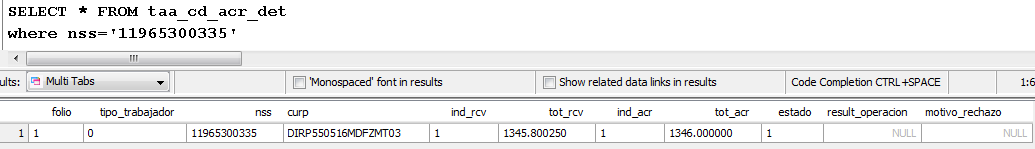 SELECT * FROM taa_cd_acr_det
where nss='11965300335'
ults: Multi Tabs 'Monospaced' font in results Show related data links in results Code Completion CTRL+SPACE 1:6
folio tipo_trabajador nss curp ind_rcv tot_rcv ind_acr tot_acr estado result_operacion motivo_rechazo
1 1 0 11965300335 DIRP550516MDFZMT03 1 1345.800250 1 1346.000000 1 NULL NULL